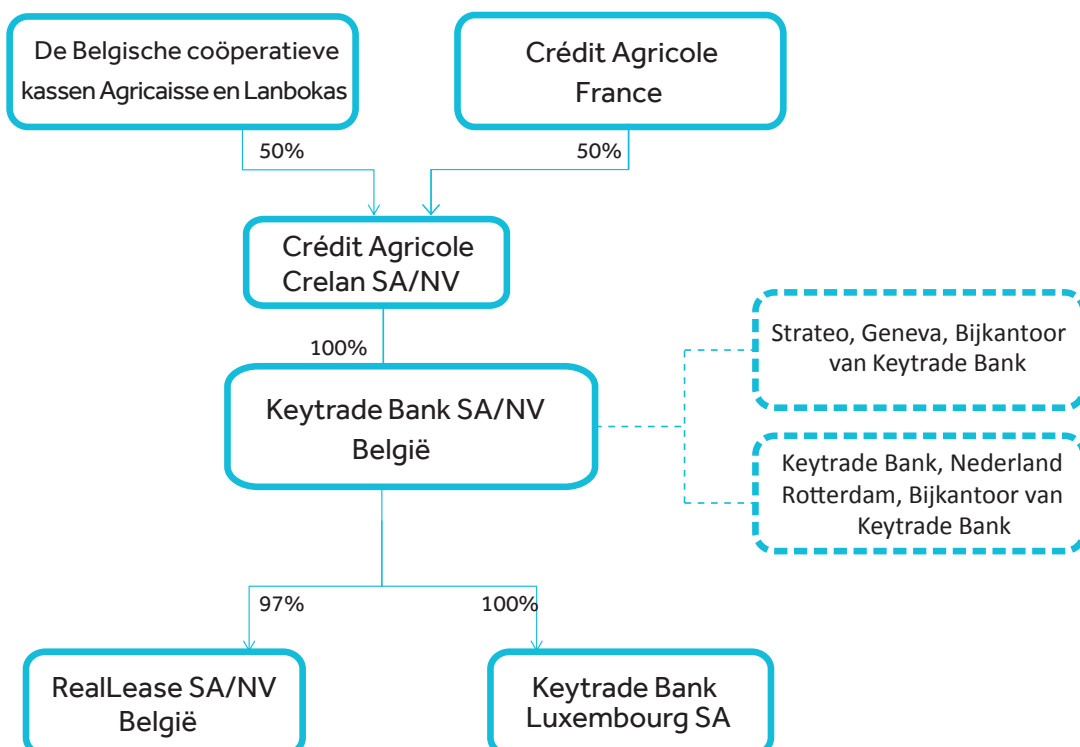 De Belgische coöperatieve
kassen Agricaisse en Lanbokas
Crédit Agricole
France
50%
50%
Crédit Agricole
Crelan SA/NV
100%
Keytrade Bank SA/NV
België
Strateo, Geneva, Bijkantoor
van Keytrade Bank
Keytrade Bank, Nederland
Rotterdam, Bijkantoor van
Keytrade Bank
97%
100%
RealLease SA/NV
België
Keytrade Bank
Luxembourg SA